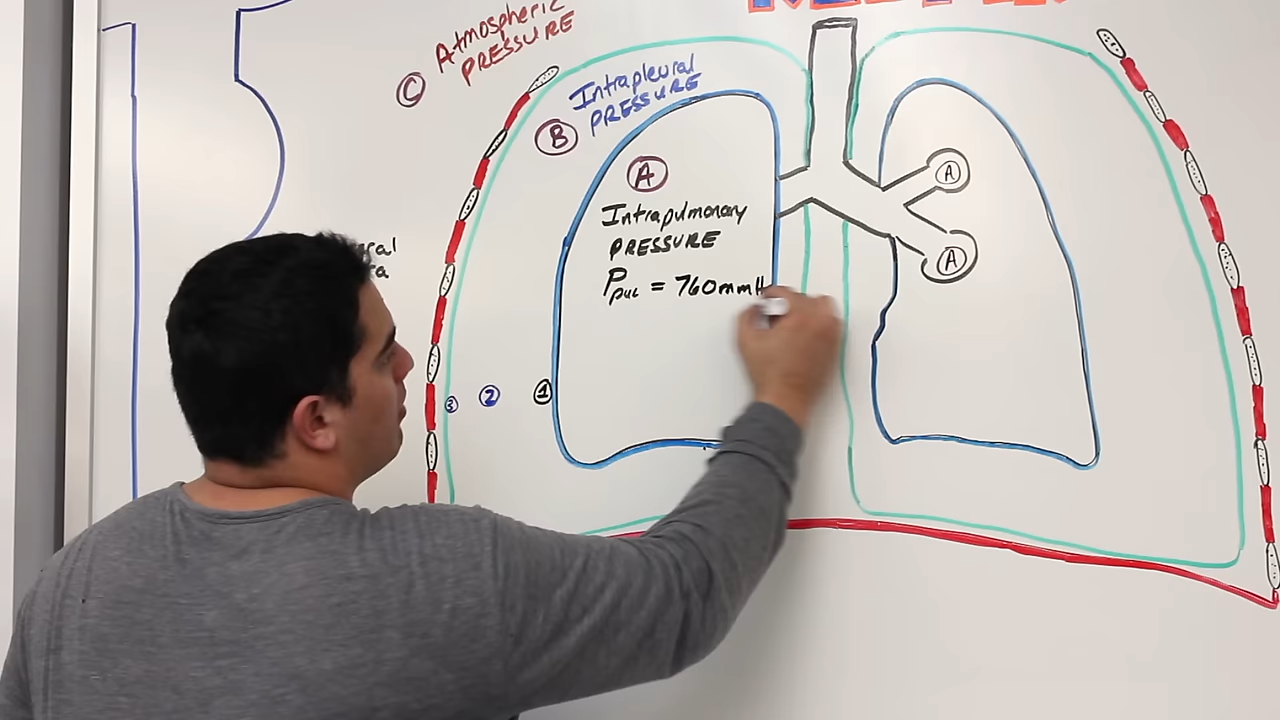 C
Atmospheric
PRESSURE
B
Intrapleural
PRESSURE
A
Intrapulmonary
PRESSURE
Ppul = 760mmH
A
A
3
2
1